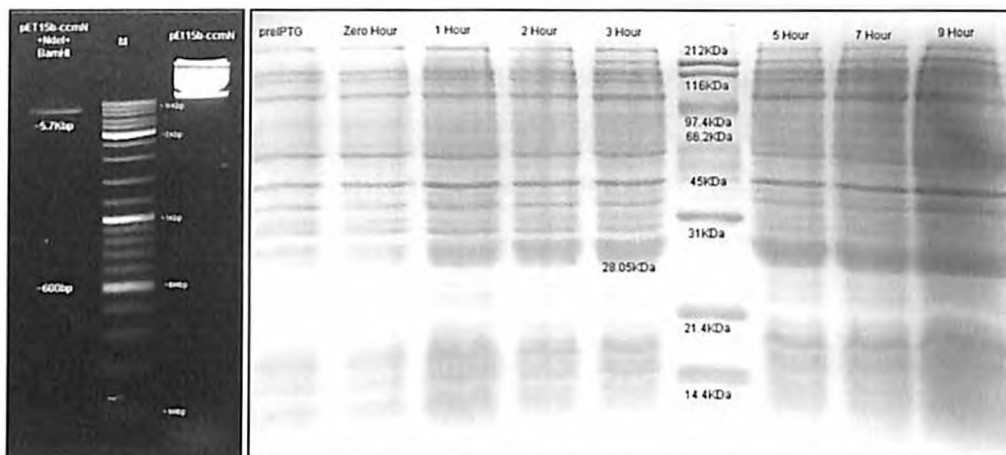 pET15b-ccmN
+NdeI+
BamHI
M
pET15b-ccmN
~5.7Kbp
~600bp
preIPTG
Zero Hour
1 Hour
2 Hour
3 Hour
5 Hour
7 Hour
9 Hour
212KDa
116KDa
97.4KDa
66.2KDa
45KDa
31KDa
28.05KDa
21.4KDa
14.4KDa